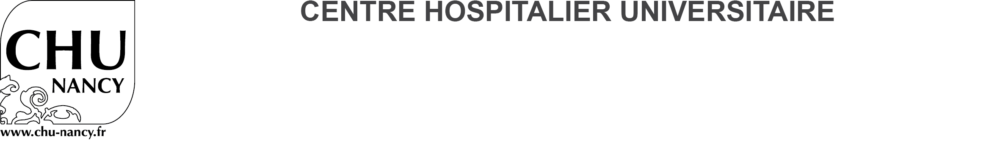 CENTRE HOSPITALIER UNIVERSITAIRE
CHU
NANCY
www.chu-nancy.fr